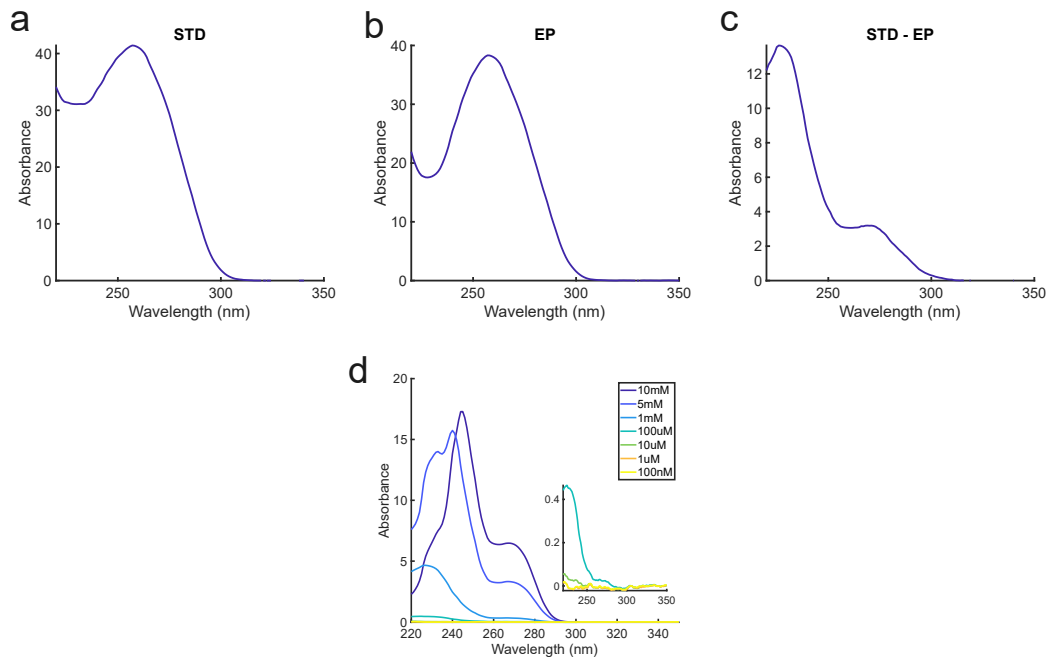 a
STD
Absorbance
40
30
20
10
0
250
300
350
Wavelength (nm)
b
EP
Absorbance
40
30
20
10
0
250
300
350
Wavelength (nm)
c
STD - EP
Absorbance
12
10
8
6
4
2
0
250
300
350
Wavelength (nm)
d
Absorbance
20
15
10
5
0
220
240
260
280
300
320
340
Wavelength (nm)
10mM
5mM
1mM
100uM
10uM
1uM
100nM
0.4
0.2
0
250
300
350